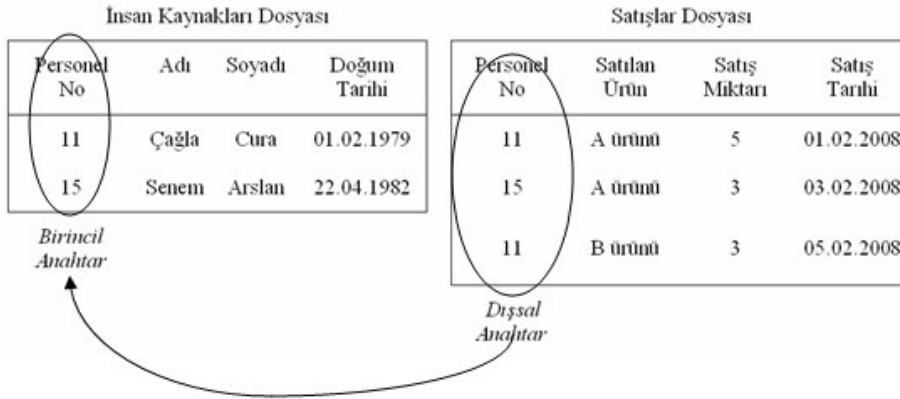 İnsan Kaynakları Dosyası
Personel No Adı Soyadı Doğum Tarihi
11 Çağla Cura 01.02.1979
15 Senem Arslan 22.04.1982
Birincil
Anahtar
Satışlar Dosyası
Personel No Satılan Ürün Satış Miktarı Satış Tarihi
11 A ürünü 5 01.02.2008
15 A ürünü 3 03.02.2008
11 B ürünü 3 05.02.2008
Dışsal
Anahtar